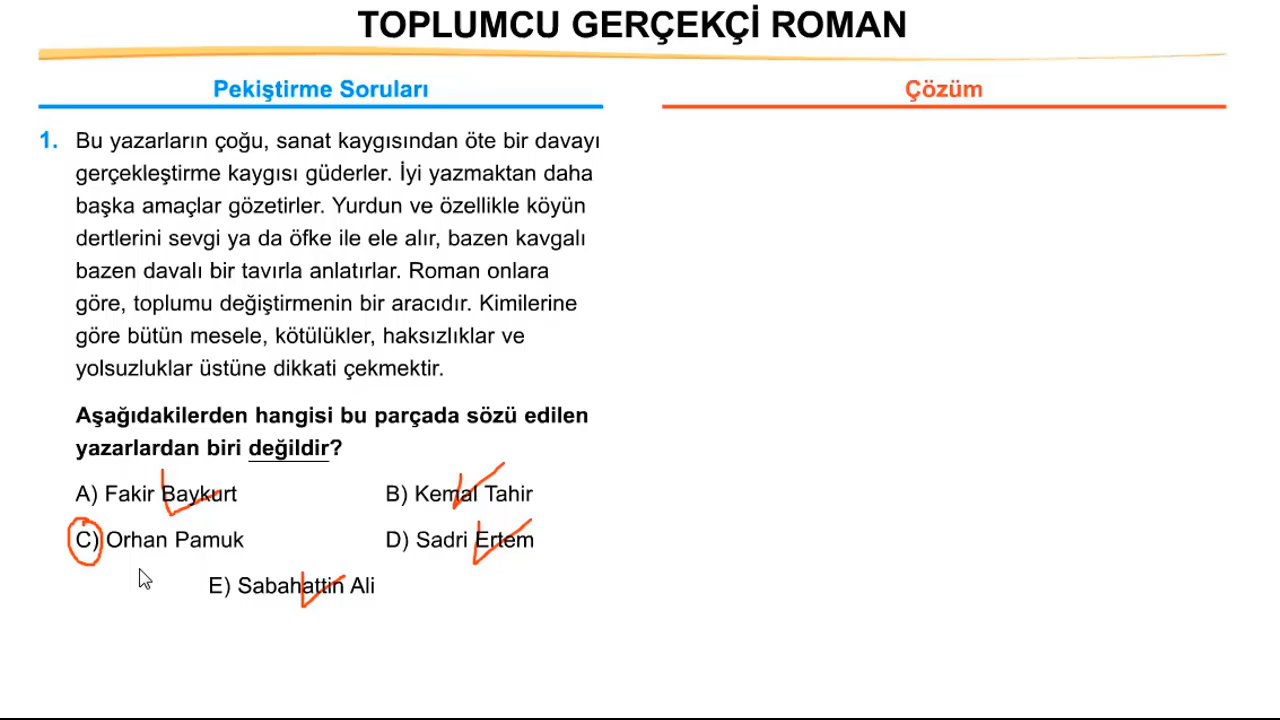 TOPLUMCU GERÇEKÇİ ROMAN
Pekiştirme Soruları
Çözüm
1. Bu yazarların çoğu, sanat kaygısından öte bir davayı
gerçekleştirme kaygısı güderler. İyi yazmaktan daha
başka amaçlar gözetirler. Yurdun ve özellikle köyün
dertlerini sevgi ya da öfke ile ele alır, bazen kavgalı
bazen davalı bir tavırla anlatırlar. Roman onlara
göre, toplumu değiştirmenin bir aracıdır. Kimilerine
göre bütün mesele, kötülükler, haksızlıklar ve
yolsuzluklar üstüne dikkati çekmektir.
Aşağıdakilerden hangisi bu parçada sözü edilen
yazarlardan biri değildir?
A) Fakir Baykurt
B) Kemal Tahir
C) Orhan Pamuk
D) Sadri Ertem
E) Sabahattin Ali